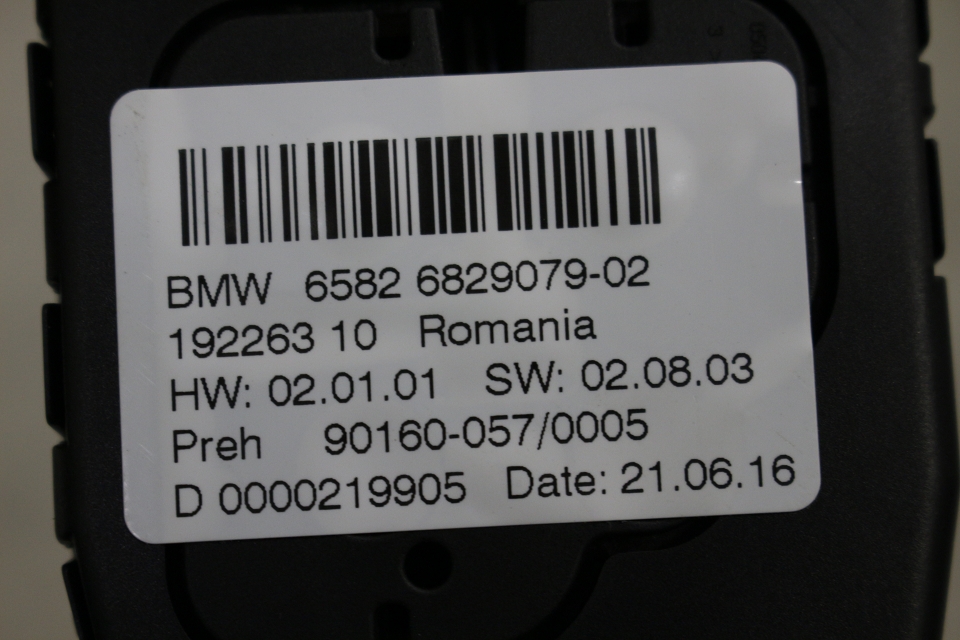 BMW 6582 6829079-02
192263 10 Romania
HW: 02.01.01 SW: 02.08.03
Preh 90160-057/0005
D 0000219905 Date: 21.06.16